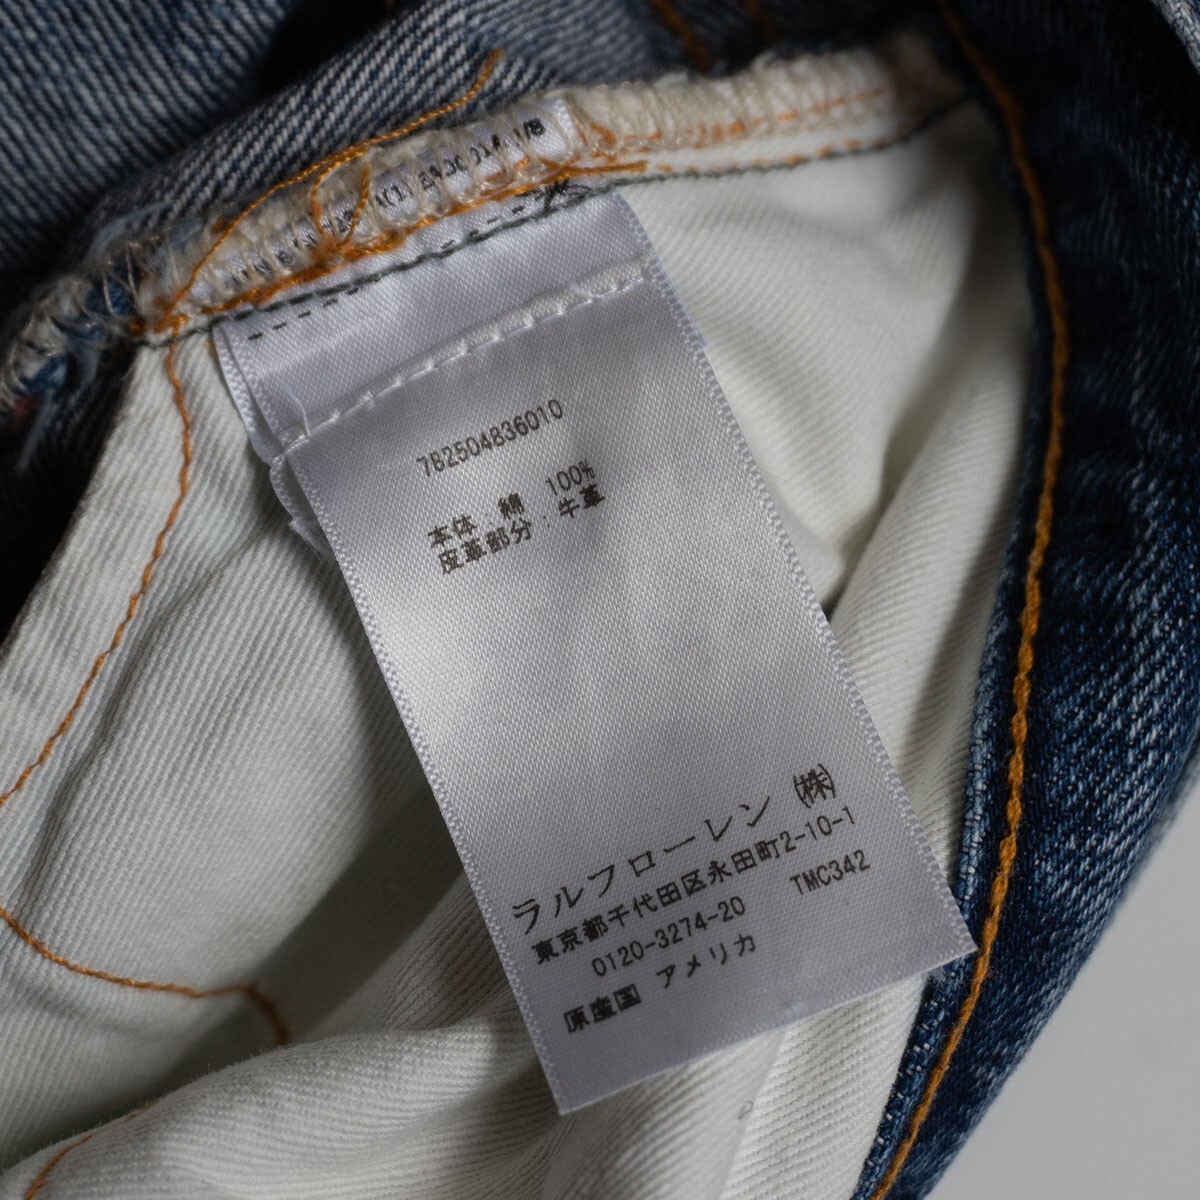 762504836010
本体 綿 100%
皮革部分：牛革
ラルフローレン ㈱
東京都千代田区永田町2-10-1
0120-3274-20 TMC342
原産国 アメリカ